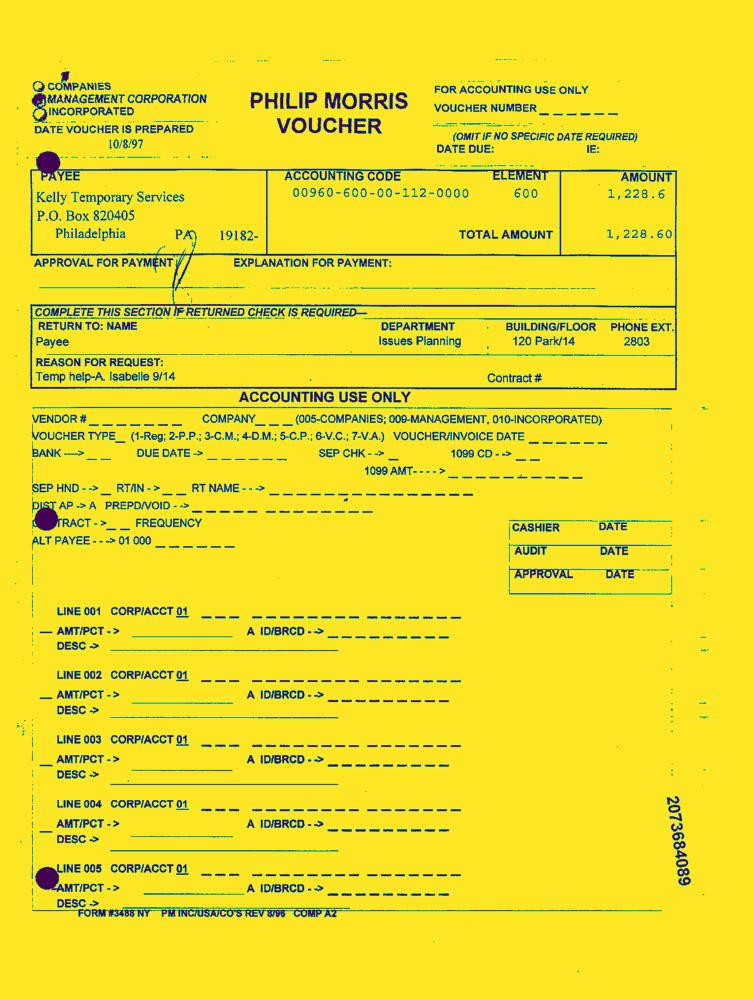 COMPANIES
MANAGEMENT CORPORATION
INCORPORATED
DATE VOUCHER IS PREPARED
10/8/97
PHILIP MORRIS
VOUCHER
FOR ACCOUNTING USE ONLY
VOUCHER NUMBER _ _ _ _ _ _
(OMIT IF NO SPECIFIC DATE REQUIRED)
DATE DUE: IE:
PAYEE ACCOUNTING CODE ELEMENT AMOUNT
Kelly Temporary Services 00960-600-00-112-0000 600 1,228.6
P.O. Box 820405
Philadelphia PA 19182- TOTAL AMOUNT 1,228.60
APPROVAL FOR PAYMENT EXPLANATION FOR PAYMENT:
COMPLETE THIS SECTION IF RETURNED CHECK IS REQUIRED—
RETURN TO: NAME DEPARTMENT BUILDING/FLOOR PHONE EXT.
Payee Issues Planning 120 Park/14 2803
REASON FOR REQUEST:
Temp help-A. Isabelle 9/14 Contract #
ACCOUNTING USE ONLY
VENDOR # _ _ _ _ _ _ _ COMPANY_ _ _ (005-COMPANIES; 009-MANAGEMENT, 010-INCORPORATED)
VOUCHER TYPE_ (1-Reg; 2-P.P.; 3-C.M.; 4-D.M.; 5-C.P.; 6-V.C.; 7-V.A.) VOUCHER/INVOICE DATE _ _ _ _ _ _
BANK ----> _ _ DUE DATE -> _ _ _ _ _ _ SEP CHK --> _ 1099 CD --> _ _
1099 AMT- - - - > _ _ _ _ _ _ _ _ _
SEP HND --> _ RT/IN -> _ _ RT NAME - - -> _ _ _ _ _ _ _ _ _ _ _ _ _ _ _
DIST AP -> A PREPD/VOID - -> _ _ _ _ _ _ _ _ _ _ _ _ _
TRACT ->_ _ FREQUENCY
ALT PAYEE - - -> 01 000 _ _ _ _ _ _
CASHIER DATE
AUDIT DATE
APPROVAL DATE
LINE 001 CORP/ACCT 01 _ _ _ _ _ _ _ _ _ _ _ _ _ _ _ _ _
_ AMT/PCT -> A ID/BRCD - -> _ _ _ _ _ _ _ _ _
DESC ->
LINE 002 CORP/ACCT 01 _ _ _ _ _ _ _ _ _ _ _ _ _ _ _ _ _
_ AMT/PCT -> A ID/BRCD - -> _ _ _ _ _ _ _ _ _
DESC ->
LINE 003 CORP/ACCT 01 _ _ _ _ _ _ _ _ _ _ _ _ _ _ _ _ _
_ AMT/PCT -> A ID/BRCD - -> _ _ _ _ _ _ _ _ _
DESC ->
LINE 004 CORP/ACCT 01 _ _ _ _ _ _ _ _ _ _ _ _ _ _ _ _ _
_ AMT/PCT -> A ID/BRCD - -> _ _ _ _ _ _ _ _ _
DESC ->
LINE 005 CORP/ACCT 01 _ _ _ _ _ _ _ _ _ _ _ _ _ _ _ _ _
AMT/PCT -> A ID/BRCD - -> _ _ _ _ _ _ _ _ _
DESC ->
FORM #3488 NY PM INC/USA/CO'S REV 8/96 COMP A2
2073684089